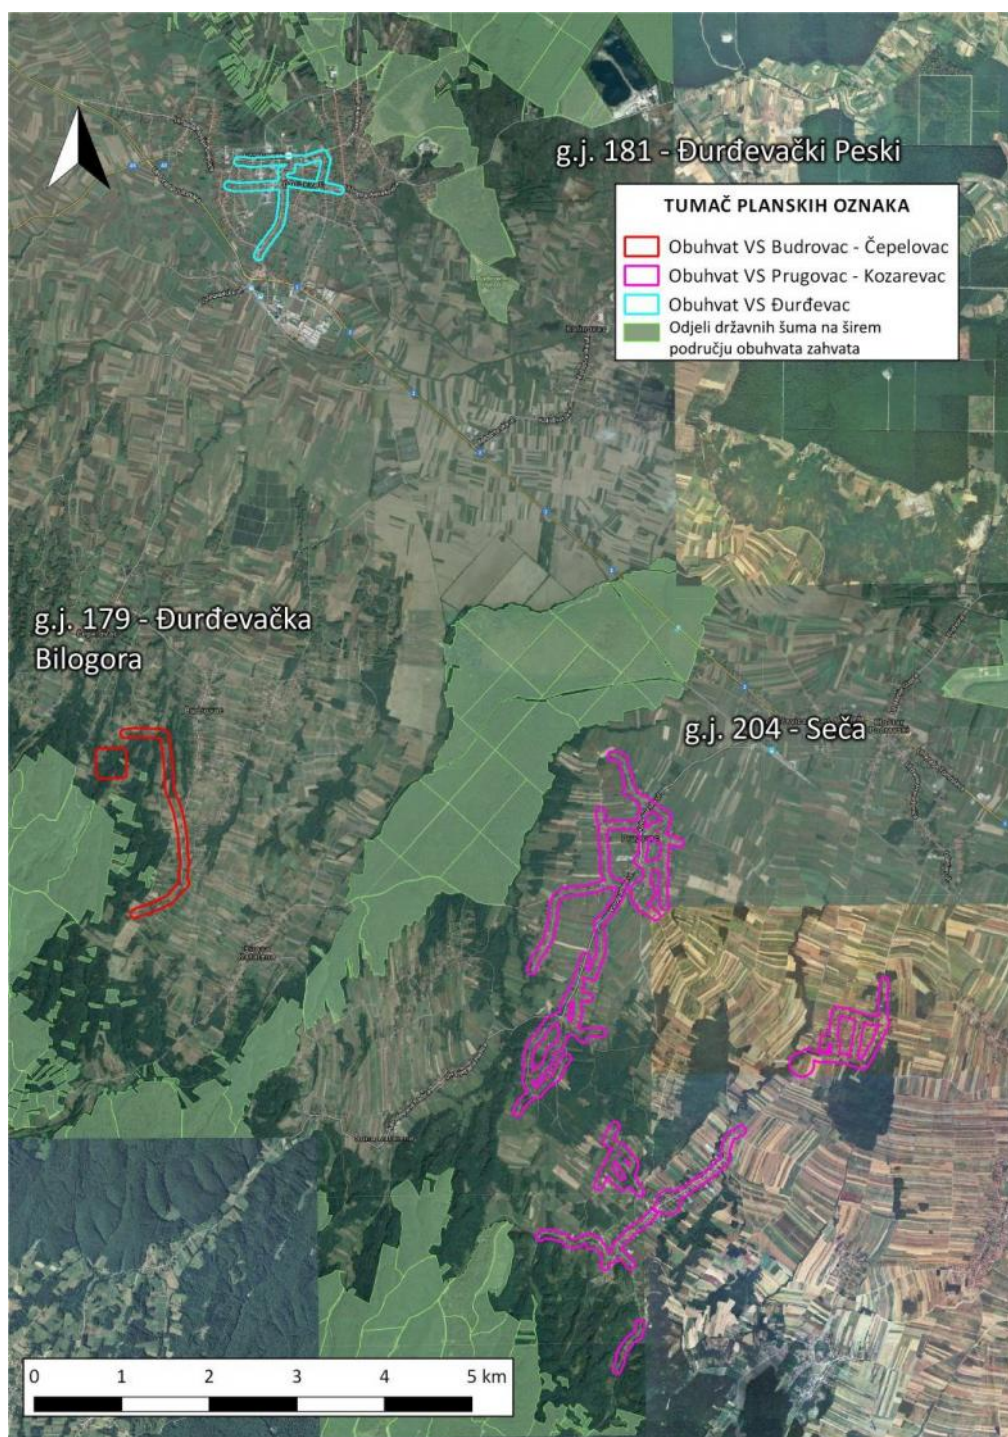 g.j. 181 - Đurđevački Peski
TUMAČ PLANSKIH OZNAKA
Obuhvat VS Budrovac - Čepelovac
Obuhvat VS Prugovac - Kozarevac
Obuhvat VS Đurđevac
Odjeli državnih šuma na širem
području obuhvata zahvata
g.j. 179 - Đurđevačka
Bilogora
Budrovac
g.j. 204 - Seča
0 1 2 3 4 5 km